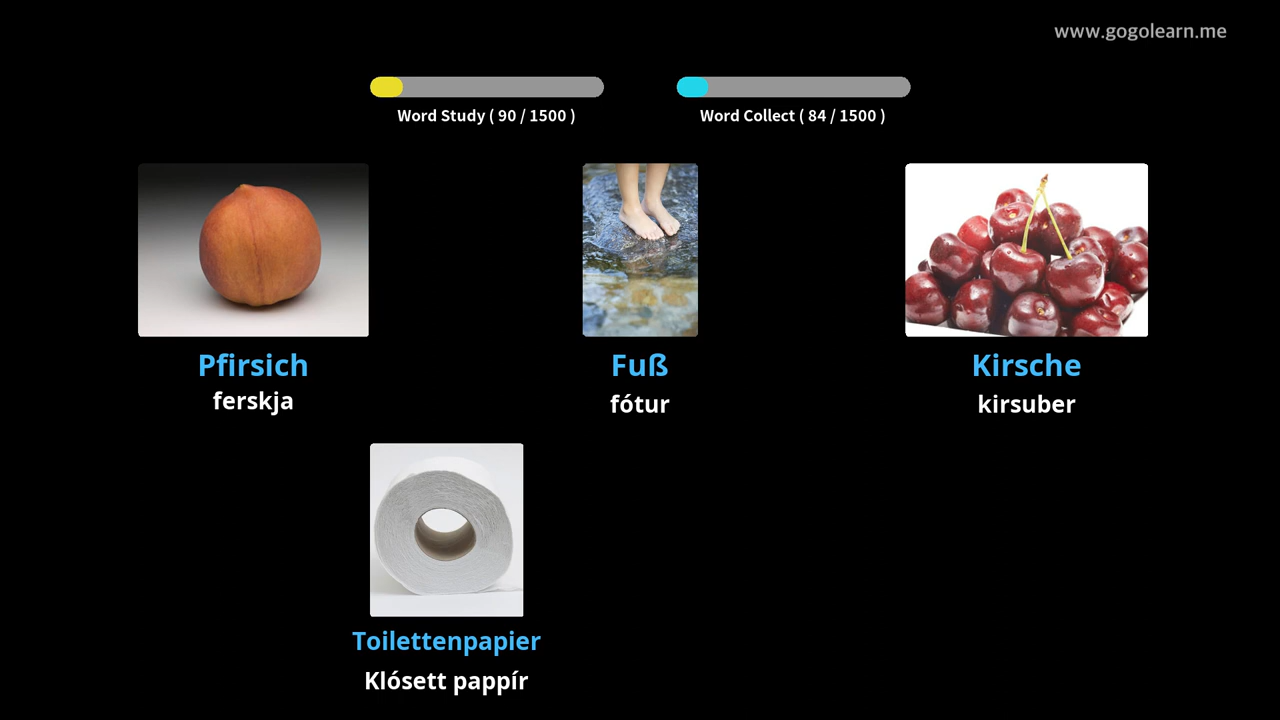 www.gogolearn.me
Word Study ( 90 / 1500 )
Word Collect ( 84 / 1500 )
Pfirsich
ferskja
Fuß
fótur
Kirsche
kirsuber
Toilettenpapier
Klósett pappír